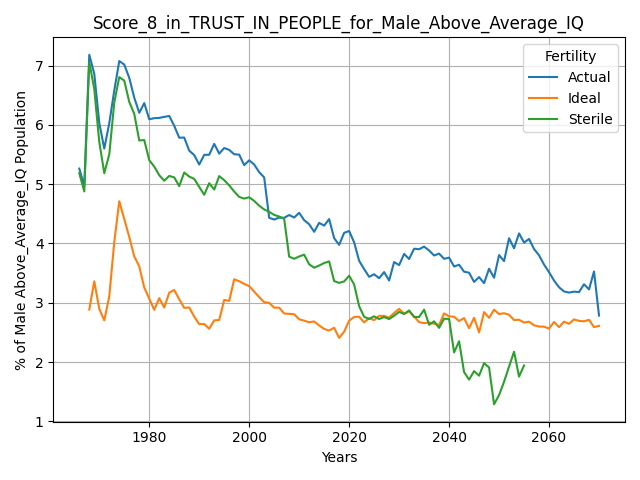 Score_8_in_TRUST_IN_PEOPLE_for_Male_Above_Average_IQ
% of Male Above_Average_IQ Population
7
6
5
4
3
2
1
Fertility
Actual
Ideal
Sterile
1980 2000 2020 2040 2060
Years